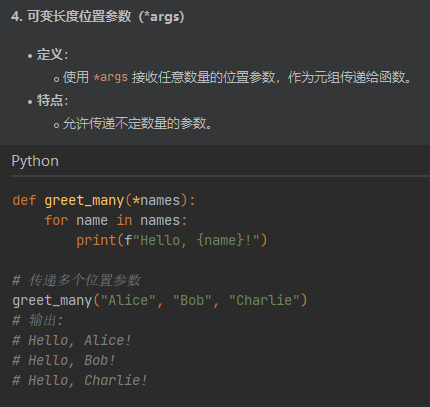 4. 可变长度位置参数（*args）
• 定义：
○ 使用 *args 接收任意数量的位置参数，作为元组传递给函数。
• 特点：
○ 允许传递不定数量的参数。
Python
def greet_many(*names):
    for name in names:
        print(f"Hello, {name}!")
# 传递多个位置参数
greet_many("Alice", "Bob", "Charlie")
# 输出:
# Hello, Alice!
# Hello, Bob!
# Hello, Charlie!